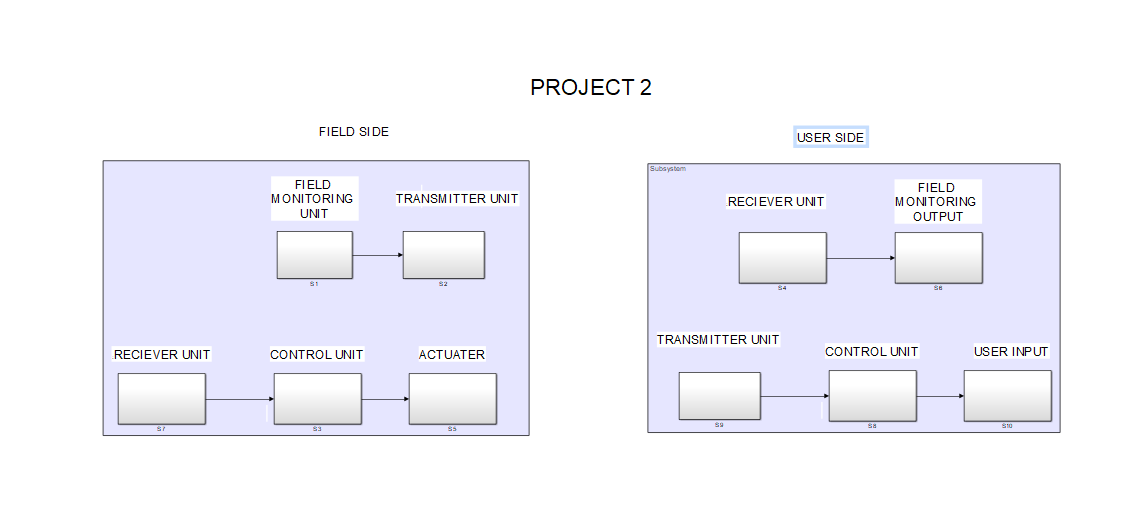 PROJECT 2
FIELD SIDE
USER SIDE
FIELD
MONITORING
UNIT
TRANSMITTER UNIT
S1
S2
RECIEVER UNIT
CONTROL UNIT
ACTUATER
S7
S3
S5
Subsystem
RECIEVER UNIT
FIELD
MONITORING
OUTPUT
S4
S6
TRANSMITTER UNIT
CONTROL UNIT
USER INPUT
S9
S8
S10